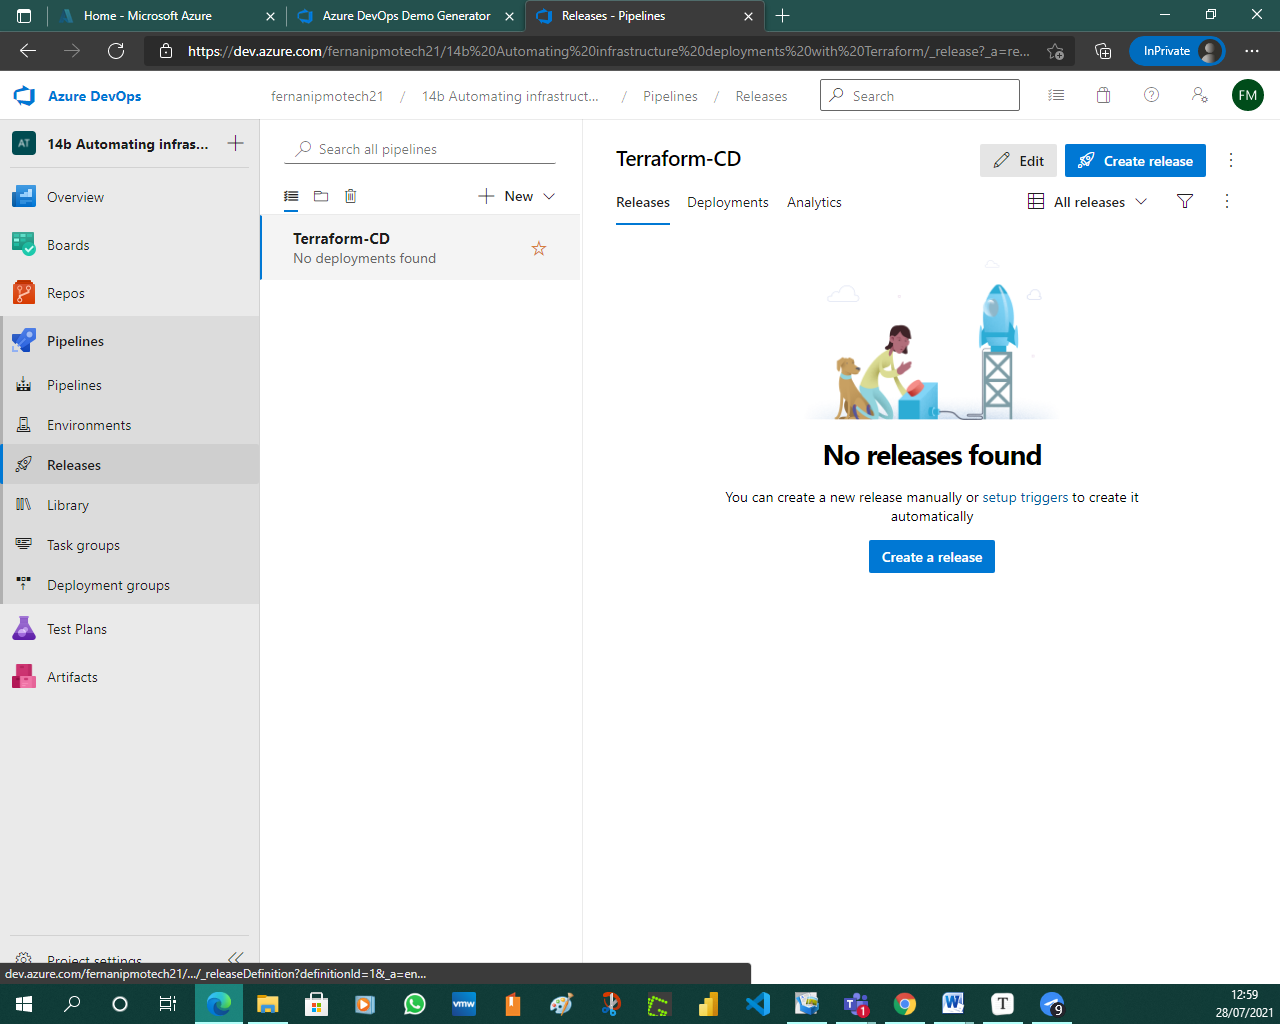 Home - Microsoft Azure
Azure DevOps Demo Generator
Releases - Pipelines
https://dev.azure.com/fernanipmotech21/14b%20Automating%20infrastructure%20deployments%20with%20Terraform/_release?_a=re...
InPrivate
Azure DevOps
fernanipmotech21 / 14b Automating infrastruct... / Pipelines / Releases
Search
FM
AT
14b Automating infras...
Overview
Boards
Repos
Pipelines
Pipelines
Environments
Releases
Library
Task groups
Deployment groups
Test Plans
Artifacts
Project settings
Search all pipelines
New
Terraform-CD
No deployments found
Terraform-CD
Edit
Create release
Releases
Deployments
Analytics
All releases
No releases found
You can create a new release manually or setup triggers to create it
automatically
Create a release
dev.azure.com/fernanipmotech21/.../_releaseDefinition?definitionId=1&_a=en...
vmw
1
W
T
9
12:59
28/07/2021